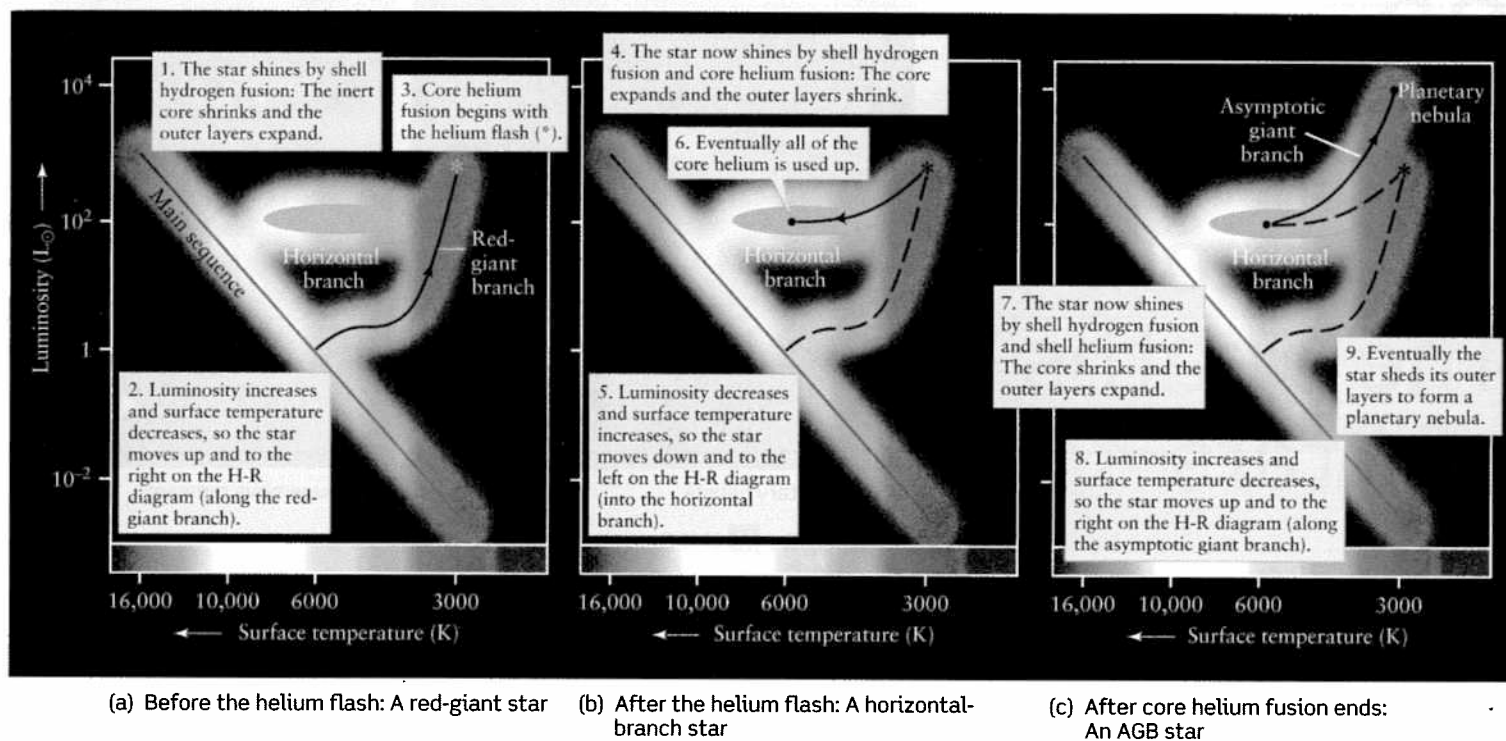 1. The star shines by shell
hydrogen fusion: The inert
core shrinks and the
outer layers expand.
3. Core helium
fusion begins with
the helium flash (*).
10⁴
10²
1
10⁻²
Luminosity (L☉) →
Main sequence
Horizontal
branch
Red-
giant
branch
2. Luminosity increases
and surface temperature
decreases, so the star
moves up and to the
right on the H-R
diagram (along the red-
giant branch).
16,000 10,000 6000 3000
← Surface temperature (K)
(a) Before the helium flash: A red-giant star
4. The star now shines by shell hydrogen
fusion and core helium fusion: The core
expands and the outer layers shrink.
6. Eventually all of the
core helium is used up.
*
Horizontal
branch
5. Luminosity decreases
and surface temperature
increases, so the star
moves down and to the
left on the H-R diagram
(into the horizontal
branch).
16,000 10,000 6000 3000
← Surface temperature (K)
(b) After the helium flash: A horizontal-
branch star
Asymptotic
giant
branch
Planetary
nebula
*
Horizontal
branch
7. The star now shines
by shell hydrogen fusion
and shell helium fusion:
The core shrinks and the
outer layers expand.
9. Eventually the
star sheds its outer
layers to form a
planetary nebula.
8. Luminosity increases and
surface temperature decreases,
so the star moves up and to the
right on the H-R diagram (along
the asymptotic giant branch).
16,000 10,000 6000 3000
← Surface temperature (K)
(c) After core helium fusion ends:
An AGB star